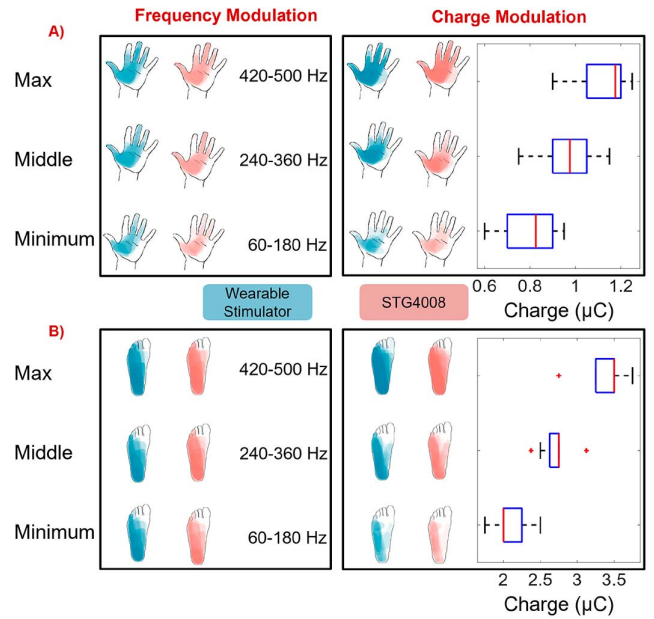 Frequency Modulation
Charge Modulation
A)
Max
420-500 Hz
Middle
240-360 Hz
Minimum
60-180 Hz
0.6 0.8 1 1.2
Charge (µC)
Wearable
Stimulator
STG4008
B)
Max
420-500 Hz
Middle
240-360 Hz
Minimum
60-180 Hz
2 2.5 3 3.5
Charge (µC)